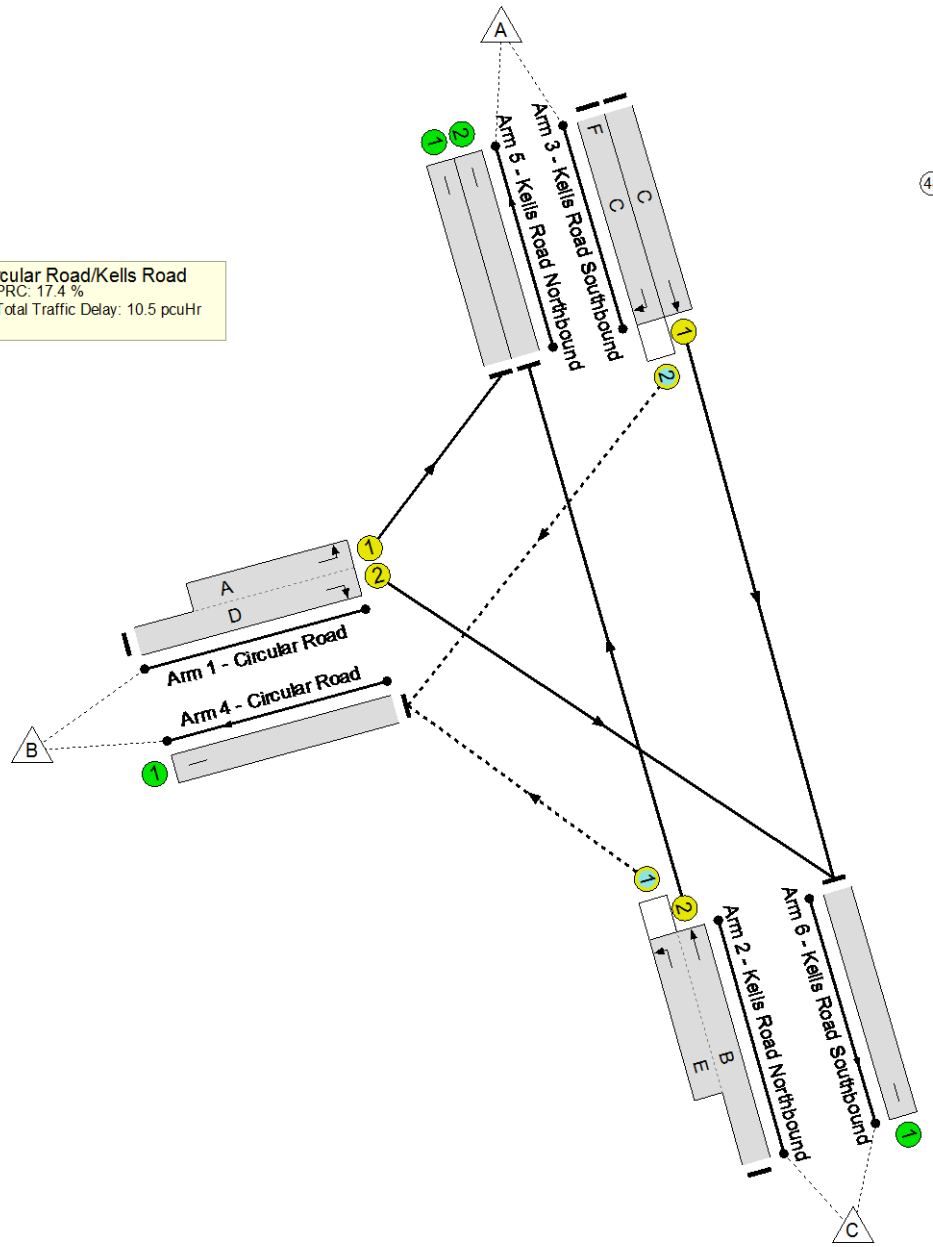 A
Arm 5 - Kells Road Northbound
Arm 3 - Kells Road Southbound
1
2
F
C
C
4
rcular Road/Kells Road
PRC: 17.4 %
Total Traffic Delay: 10.5 pcuHr
1
2
1
2
A
D
Arm 1 - Circular Road
Arm 4 - Circular Road
B
1
1
2
Arm 2 - Kells Road Northbound
Arm 6 - Kells Road Southbound
B
E
1
C